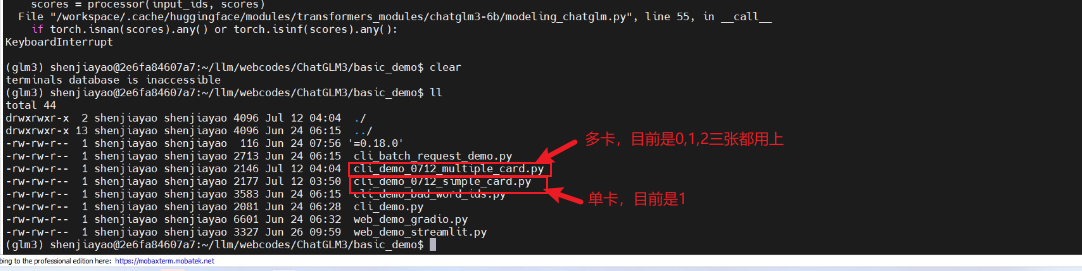 scores = processor(input_ids, scores)
File "/workspace/.cache/huggingface/modules/transformers_modules/chatglm3-6b/modeling_chatglm.py", line 55, in __call__
if torch.isnan(scores).any() or torch.isinf(scores).any():
KeyboardInterrupt
(glm3) shenjiayao@2e6fa84607a7:~/llm/webcodes/ChatGLM3/basic_demo$ clear
terminals database is inaccessible
(glm3) shenjiayao@2e6fa84607a7:~/llm/webcodes/ChatGLM3/basic_demo$ ll
total 44
drwxrwxr-x 2 shenjiayao shenjiayao 4096 Jul 12 04:04 ./
drwxrwxr-x 13 shenjiayao shenjiayao 4096 Jun 24 06:15 ../
-rw-rw-r-- 1 shenjiayao shenjiayao 116 Jun 24 07:56 '=0.18.0'
多卡，目前是0,1,2三张都用上
-rw-rw-r-- 1 shenjiayao shenjiayao 2713 Jun 24 06:15 cli_batch_request_demo.py
-rw-rw-r-- 1 shenjiayao shenjiayao 2146 Jul 12 04:04 cli_demo_0712_multiple_card.py
-rw-rw-r-- 1 shenjiayao shenjiayao 2177 Jul 12 03:50 cli_demo_0712_simple_card.py
-rw-rw-r-- 1 shenjiayao shenjiayao 3583 Jun 24 06:15 cli_demo_bad_word_ids.py
单卡，目前是1
-rw-rw-r-- 1 shenjiayao shenjiayao 2081 Jun 24 06:28 cli_demo.py
-rw-rw-r-- 1 shenjiayao shenjiayao 6601 Jun 24 06:32 web_demo_gradio.py
-rw-rw-r-- 1 shenjiayao shenjiayao 3327 Jun 26 09:59 web_demo_streamlit.py
(glm3) shenjiayao@2e6fa84607a7:~/llm/webcodes/ChatGLM3/basic_demo$
bing to the professional edition here: https://mobaxterm.mobatek.net